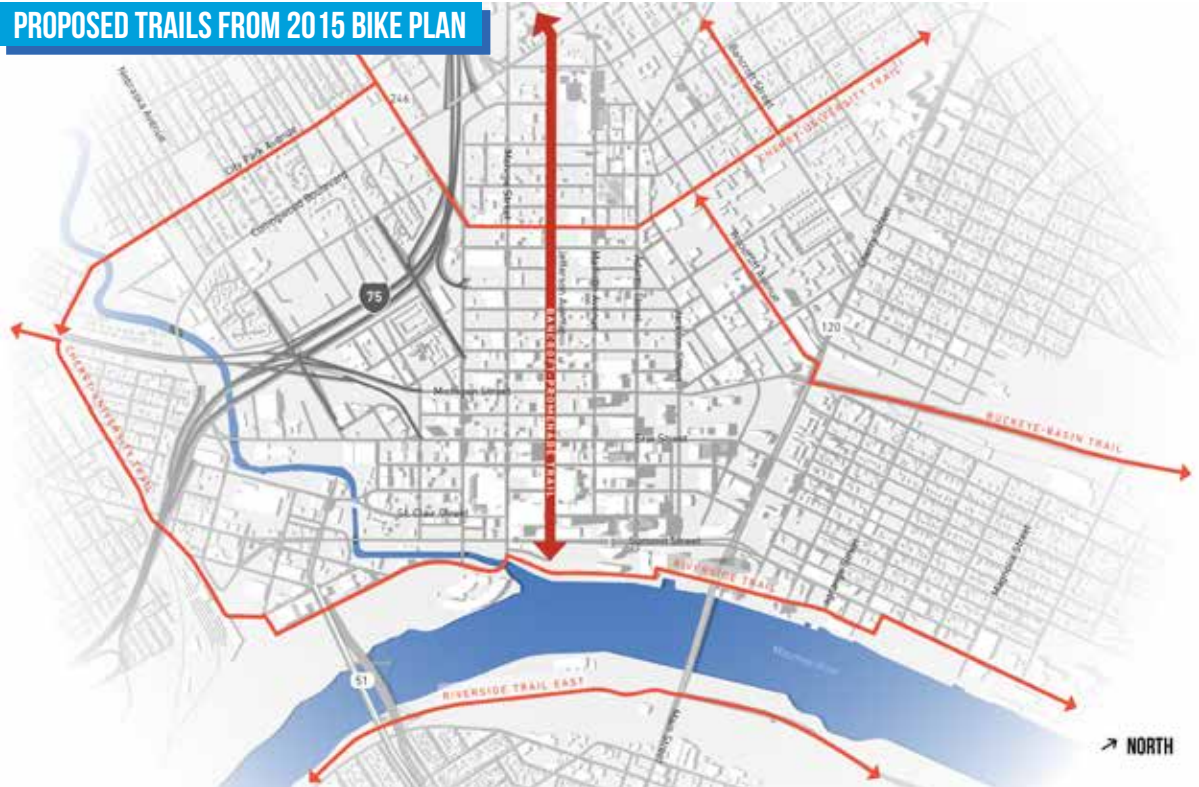 PROPOSED TRAILS FROM 2015 BIKE PLAN
Nebraska Avenue
246
Bancroft Street
CHERRY-UNIVERSITY TRAIL
City Park Avenue
Collingwood Boulevard
Monroe Street
Cherry Street
Jefferson Avenue
Madison Avenue
Adams Street
75
120
BANCROFT-PROMENADE TRAIL
CHERRY-UNIVERSITY TRAIL
Michigan Street
Erie Street
BUCKEYE-BASIN TRAIL
St. Clair Street
Summit Street
RIVERSIDE TRAIL
Magnolia Street
Maumee River
51
RIVERSIDE TRAIL EAST
Main Street
NORTH